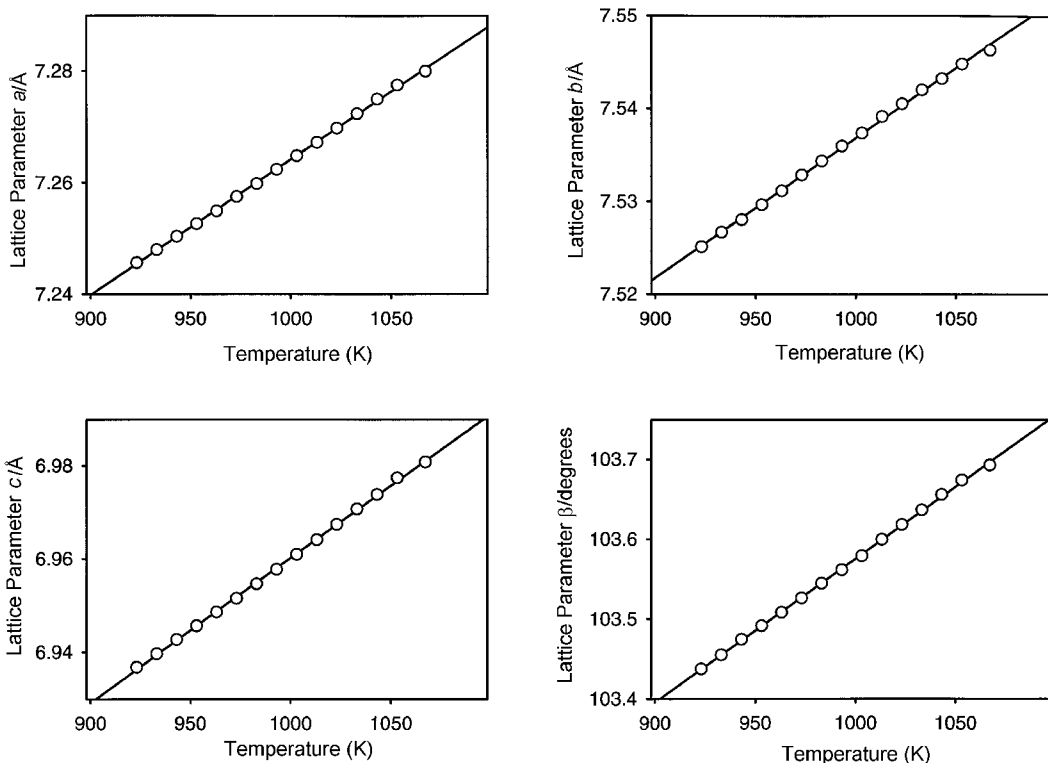 Lattice Parameter a/Å
7.28
7.26
7.24
900 950 1000 1050
Temperature (K)
Lattice Parameter b/Å
7.55
7.54
7.53
7.52
900 950 1000 1050
Temperature (K)
Lattice Parameter c/Å
6.98
6.96
6.94
900 950 1000 1050
Temperature (K)
Lattice Parameter β/degrees
103.7
103.6
103.5
103.4
900 950 1000 1050
Temperature (K)